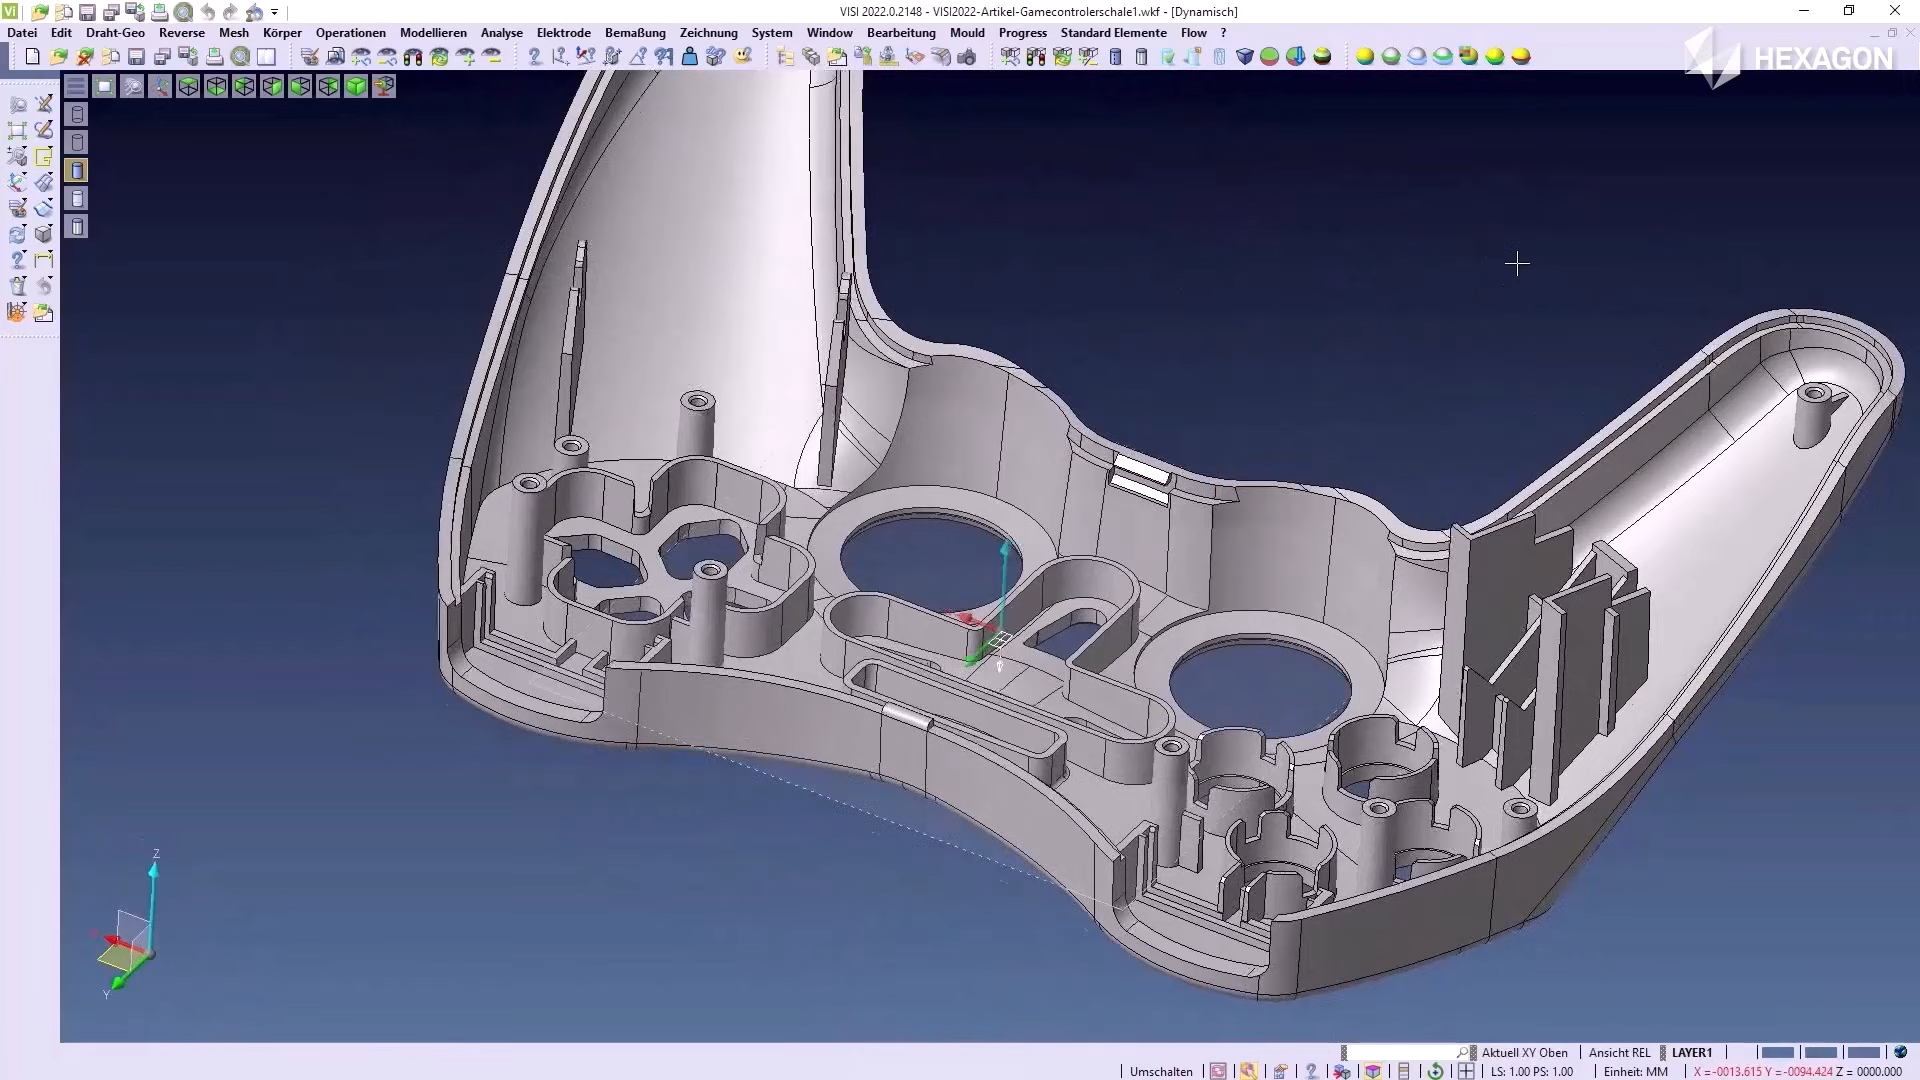 VISI 2022.0.2148 - VISI2022-Artikel-Gamecontrolerschale1.wkf - [Dynamisch]
Datei Edit Draht-Geo Reverse Mesh Körper Operationen Modellieren Analyse Elektrode Bemaßung Zeichnung System Window Bearbeitung Mould Progress Standard Elemente Flow ?
HEXAGON
Z
X
Y
Aktuell XY Oben Ansicht REL LAYER1
Umschalten LS: 1.00 PS: 1.00 Einheit: MM X =-0013.615 Y =-0094.424 Z = 0000.000